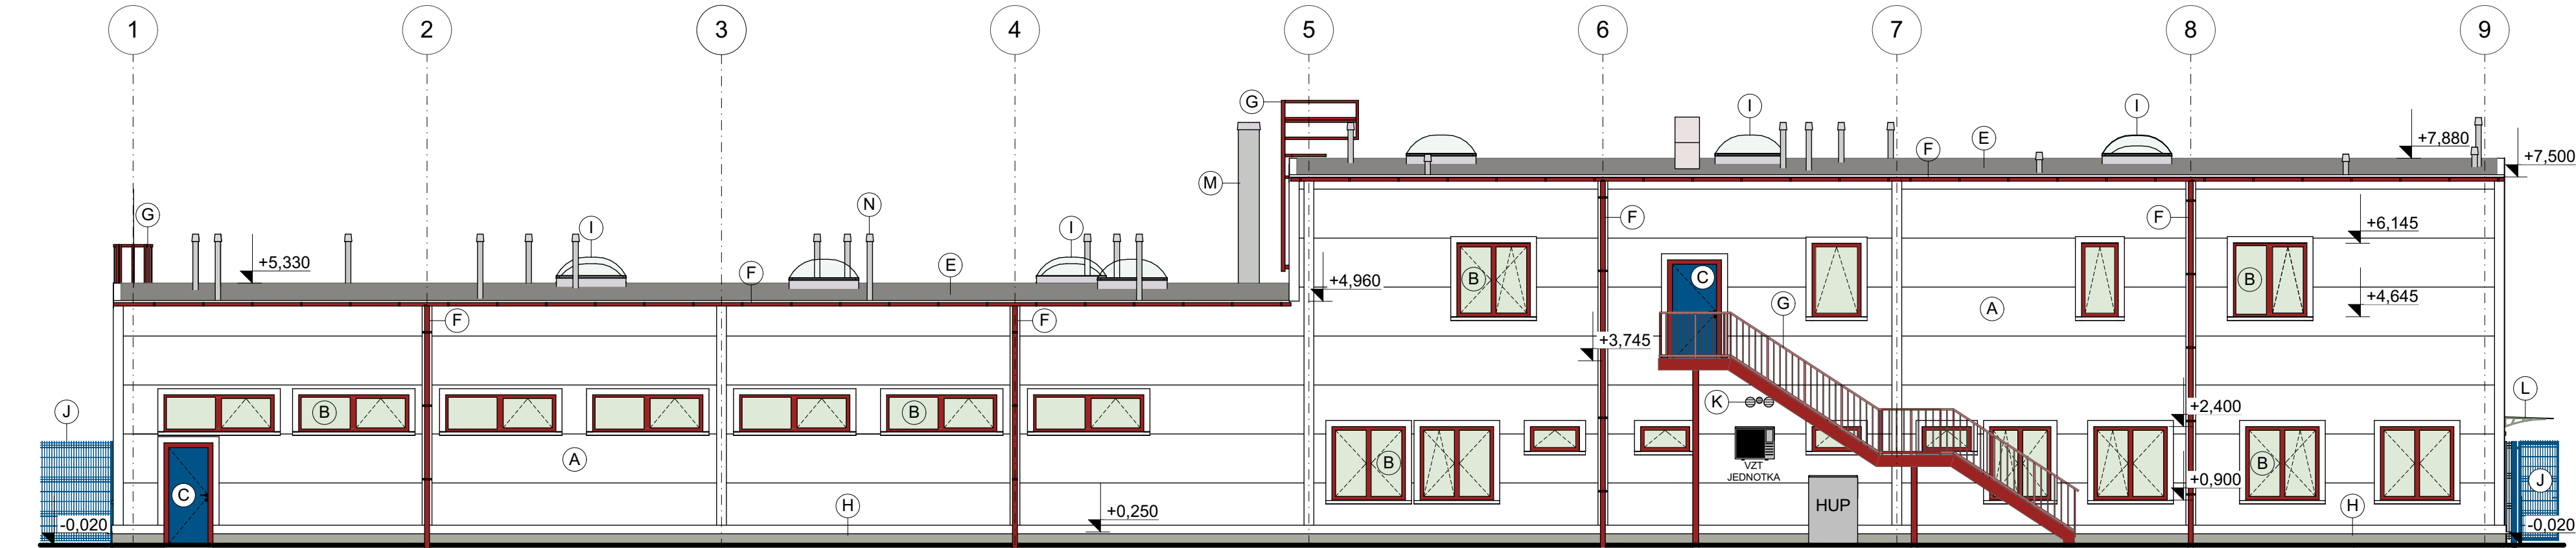 1 2 3 4 5 6 7 8 9
G I I
+7,880
+7,500
F E
M
N
G I I
+5,330
F E
+4,960
F F
+6,145
B C B
+4,645
G A
F F
+3,745
J B B
K L
+2,400
A B B
VZT
JEDNOTKA
C
+0,900
J
HUP
H H
+0,250
-0,020
-0,020